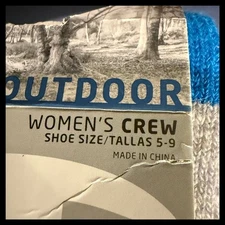 OUTDOOR
WOMEN'S CREW
SHOE SIZE/TALLAS 5-9
MADE IN CHINA